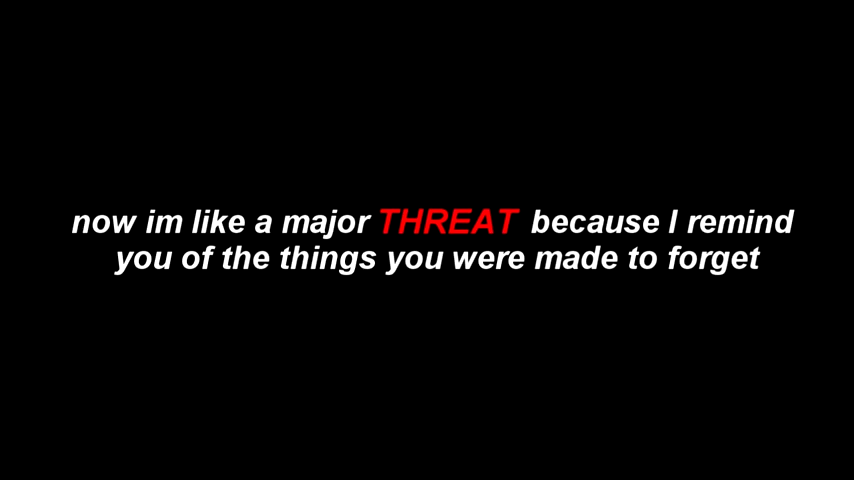 now im like a major THREAT because I remind
you of the things you were made to forget